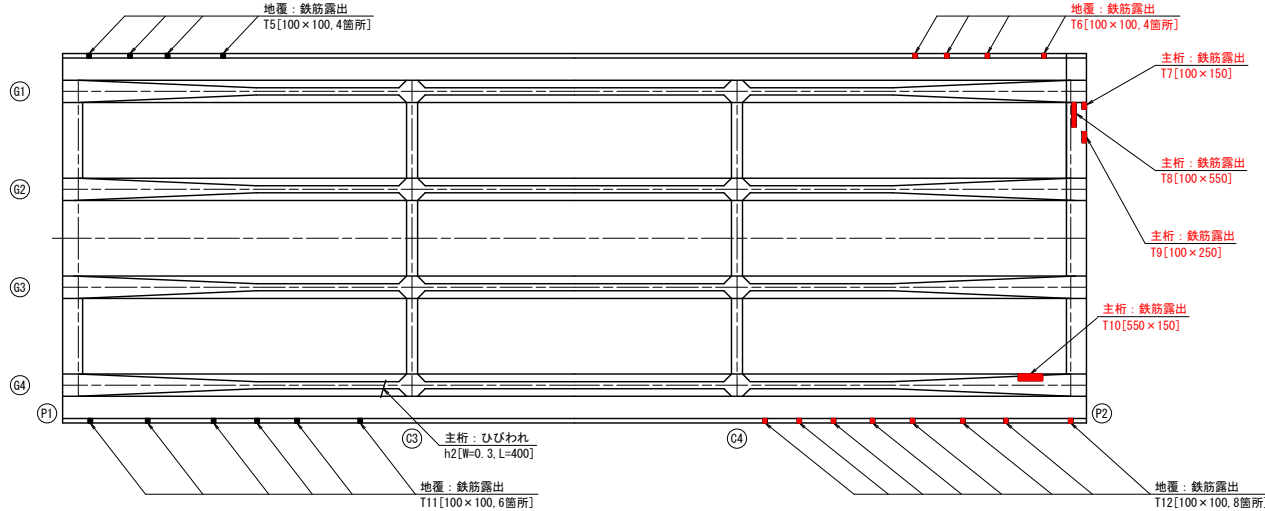 地覆：鉄筋露出
T5[100×100,4箇所]
地覆：鉄筋露出
T6[100×100,4箇所]
主桁：鉄筋露出
T7[100×150]
G1
主桁：鉄筋露出
T8[100×550]
G2
主桁：鉄筋露出
T9[100×250]
G3
主桁：鉄筋露出
T10[550×150]
G4
P1
P2
C3
主桁：ひびわれ
h2[W=0.3,L=400]
C4
地覆：鉄筋露出
T11[100×100,6箇所]
地覆：鉄筋露出
T12[100×100,8箇所]